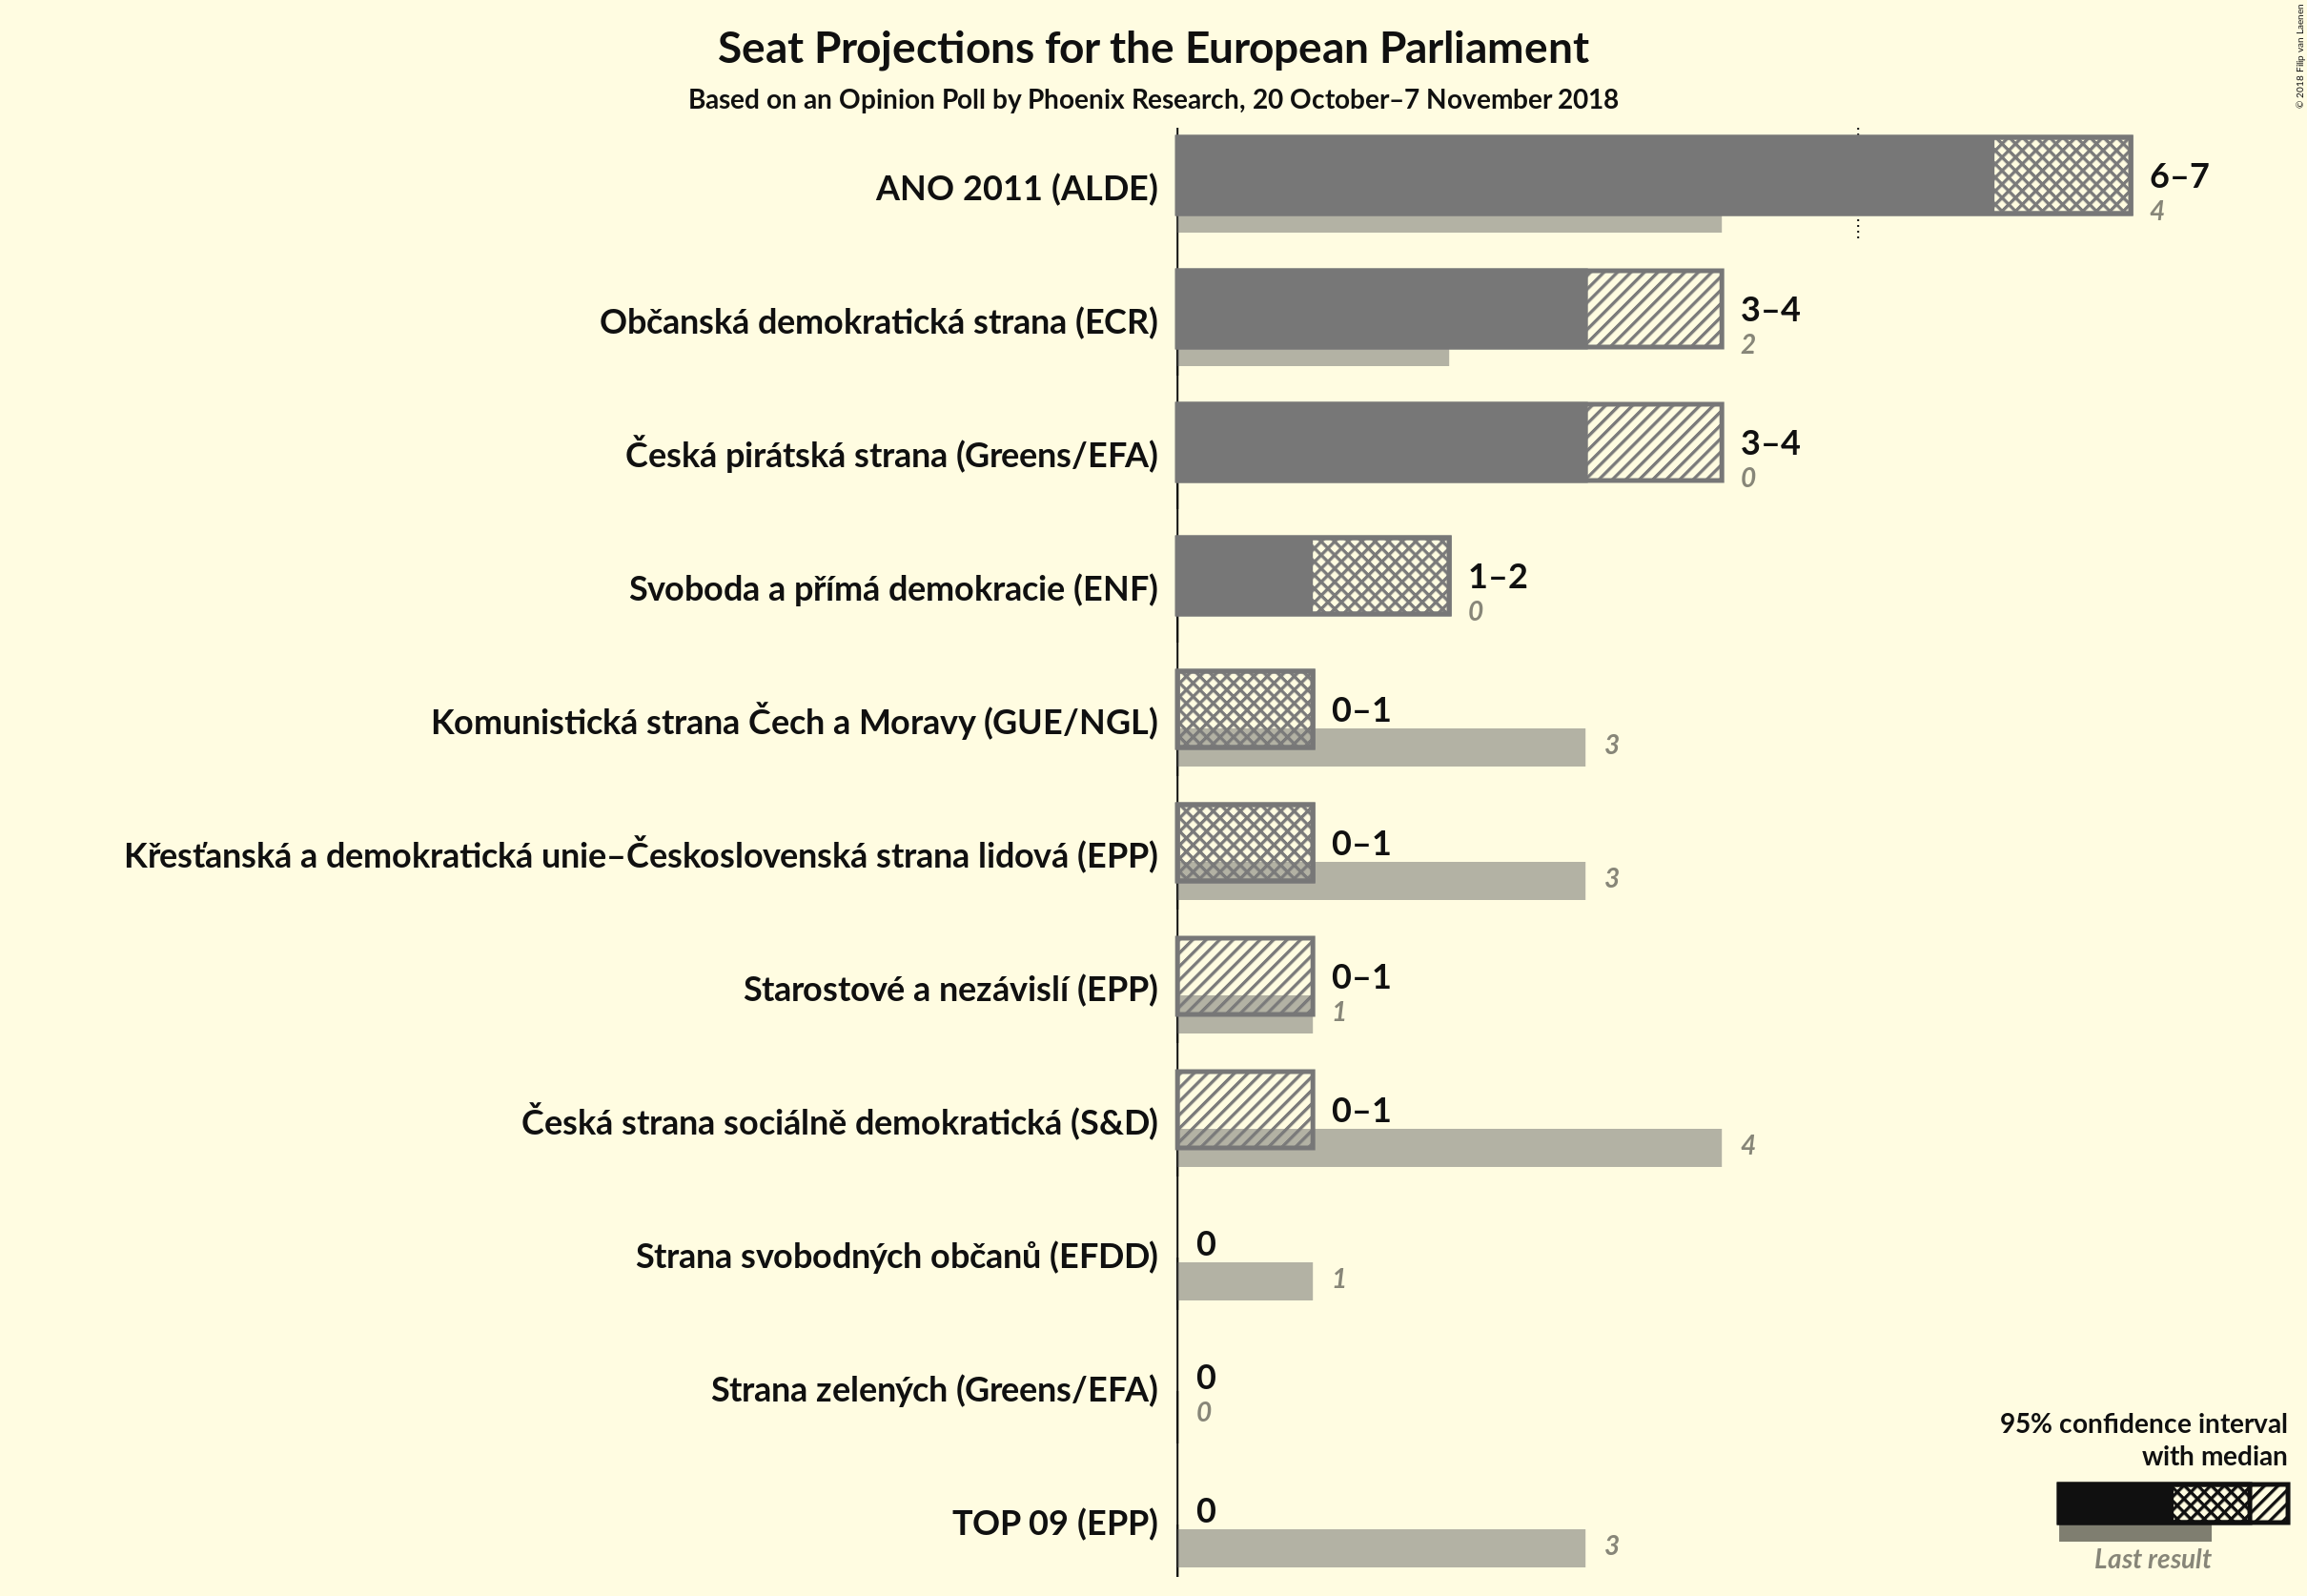 Seat Projections for the European Parliament
Based on an Opinion Poll by Phoenix Research, 20 October–7 November 2018
© 2018 Filip van Laenen
ANO 2011 (ALDE)
6–7
4
Občanská demokratická strana (ECR)
3–4
2
Česká pirátská strana (Greens/EFA)
3–4
0
Svoboda a přímá demokracie (ENF)
1–2
0
Komunistická strana Čech a Moravy (GUE/NGL)
0–1
3
Křesťanská a demokratická unie–Československá strana lidová (EPP)
0–1
3
Starostové a nezávislí (EPP)
0–1
1
Česká strana sociálně demokratická (S&D)
0–1
4
Strana svobodných občanů (EFDD)
0
1
Strana zelených (Greens/EFA)
0
0
TOP 09 (EPP)
0
3
95% confidence interval
with median
Last result